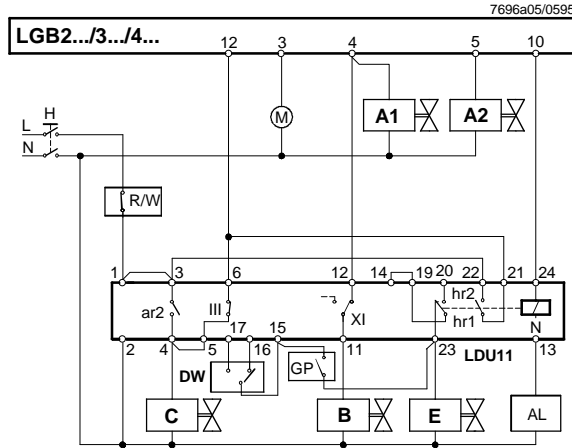 7696a05/0595
LGB2.../3.../4...
12 3 4 5 10
H
L
N
M A1 A2
R/W
1 3 6 12 14 19 20 22 21 24
ar2 III XI hr2 hr1 N
2 4 5 17 16 15 11 23 LDU11 13
DW GP
C B E AL